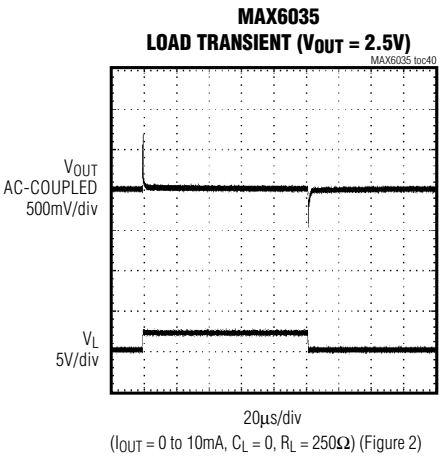 MAX6035
LOAD TRANSIENT (VOUT = 2.5V)
MAX6035 toc40
VOUT
AC-COUPLED
500mV/div
VL
5V/div
20µs/div
(IOUT = 0 to 10mA, CL = 0, RL = 250Ω) (Figure 2)